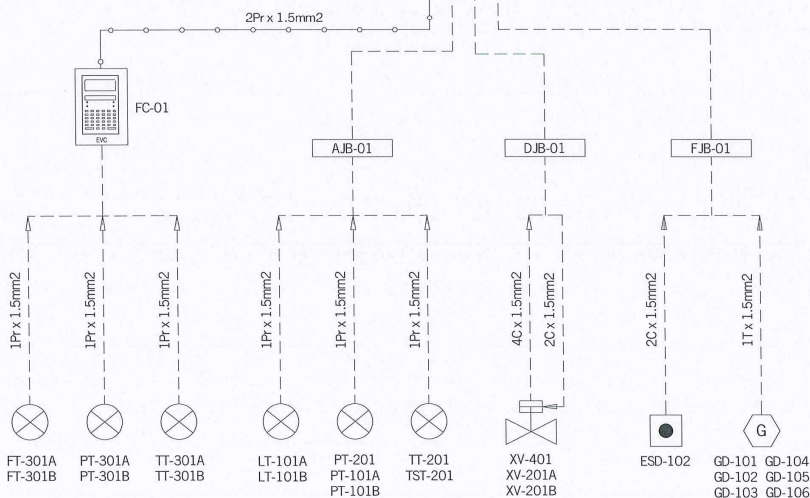 2Pr x 1.5mm2
FC-01
EVC
AJB-01
DJB-01
FJB-01
1Pr x 1.5mm2
1Pr x 1.5mm2
1Pr x 1.5mm2
1Pr x 1.5mm2
1Pr x 1.5mm2
1Pr x 1.5mm2
4C x 1.5mm2
2C x 1.5mm2
2C x 1.5mm2
1T x 1.5mm2
G
FT-301A
FT-301B
PT-301A
PT-301B
TT-301A
TT-301B
LT-101A
LT-101B
PT-201
PT-101A
PT-101B
TT-201
TST-201
XV-401
XV-201A
XV-201B
ESD-102
GD-101 GD-104
GD-102 GD-105
GD-103 GD-106